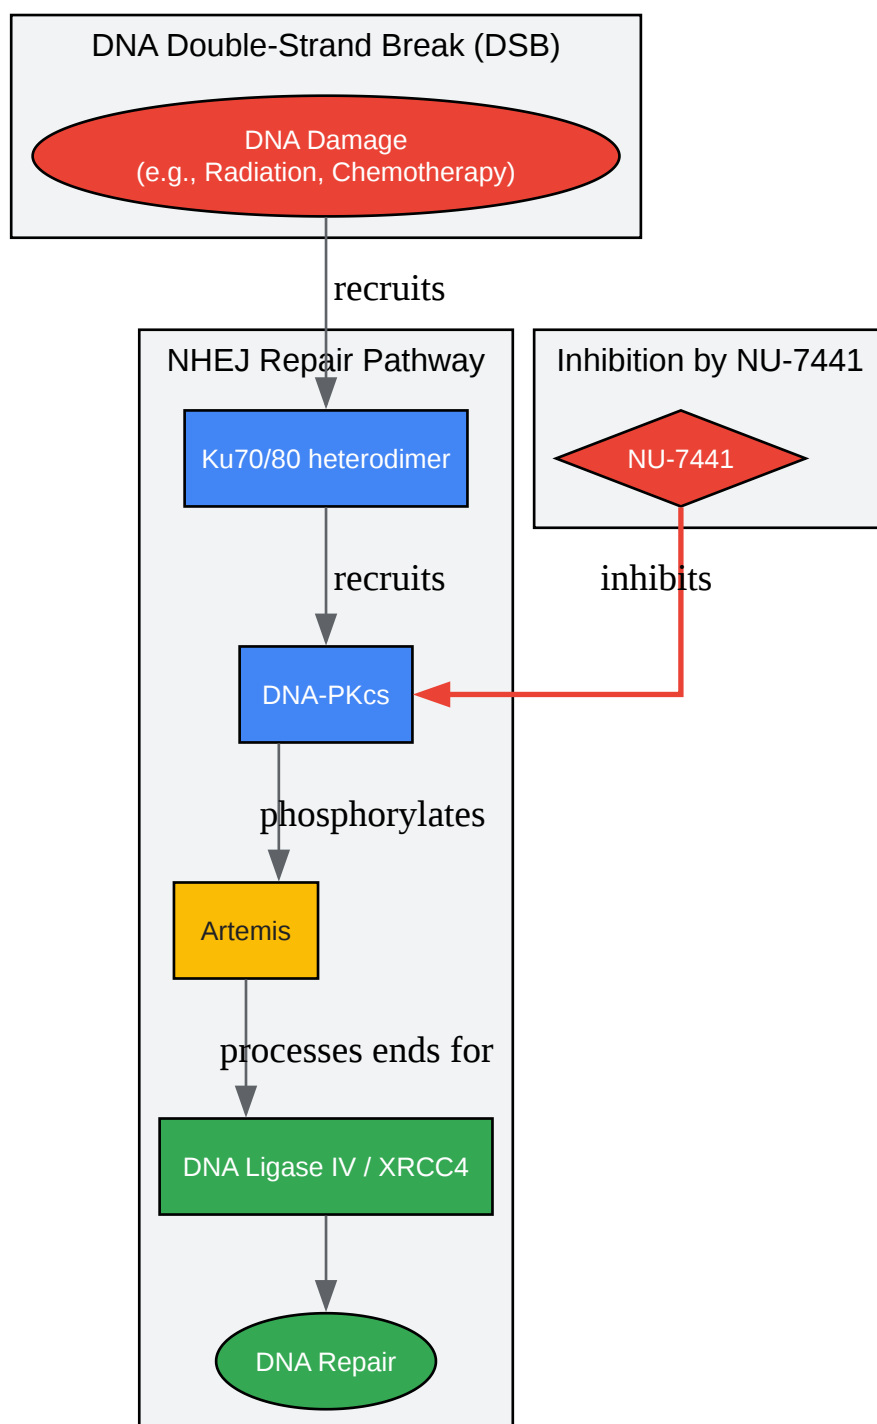 DNA Double-Strand Break (DSB)
DNA Damage
(e.g., Radiation, Chemotherapy)
recruits
NHEJ Repair Pathway
Inhibition by NU-7441
Ku70/80 heterodimer
NU-7441
recruits
inhibits
DNA-PKcs
phosphorylates
Artemis
processes ends for
DNA Ligase IV / XRCC4
DNA Repair